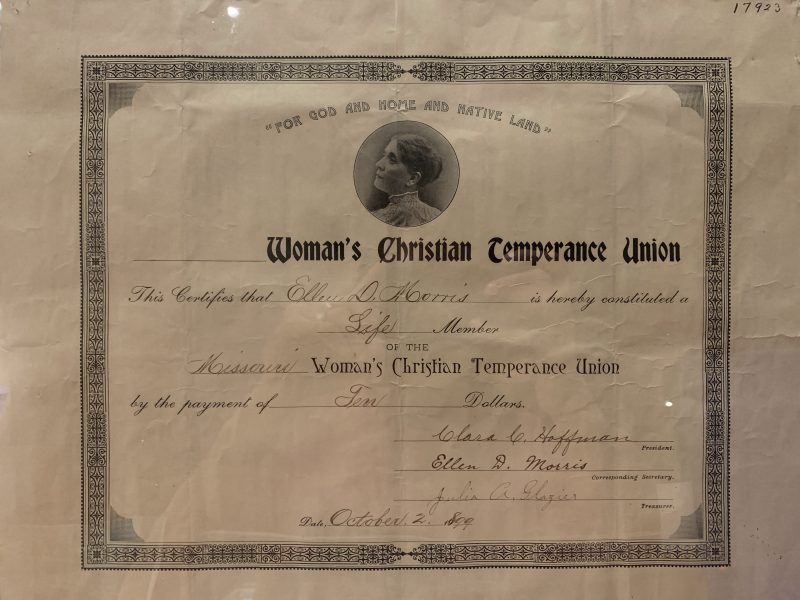 17923
"FOR GOD AND HOME AND NATIVE LAND"
Woman's Christian Temperance Union
This Certifies that Ellen D. Morris is hereby constituted a
Life Member
OF THE
Missouri Woman's Christian Temperance Union
by the payment of Ten Dollars.
Clara C. Hoffman
President.
Ellen D. Morris
Corresponding Secretary.
Julia A. Glazier
Treasurer.
Date, October 2. 1899